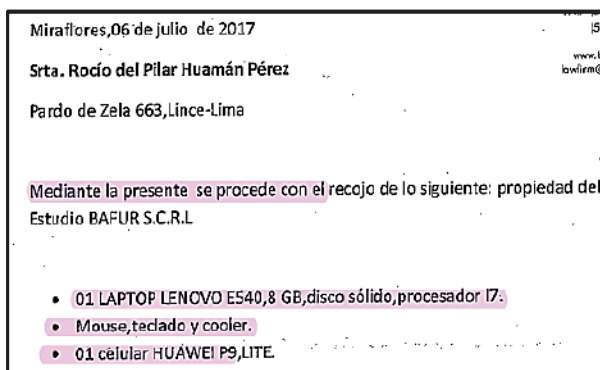 Miraflores,06 de julio de 2017
Srta. Rocío del Pilar Huamán Pérez
Pardo de Zela 663,Lince-Lima
Mediante la presente se procede con el recojo de lo siguiente: propiedad del
Estudio BAFUR S.C.R.L
• 01 LAPTOP LENOVO E540,8 GB,disco sólido,procesador I7.
• Mouse,teclado y cooler.
• 01 celular HUAWEI P9,LITE.